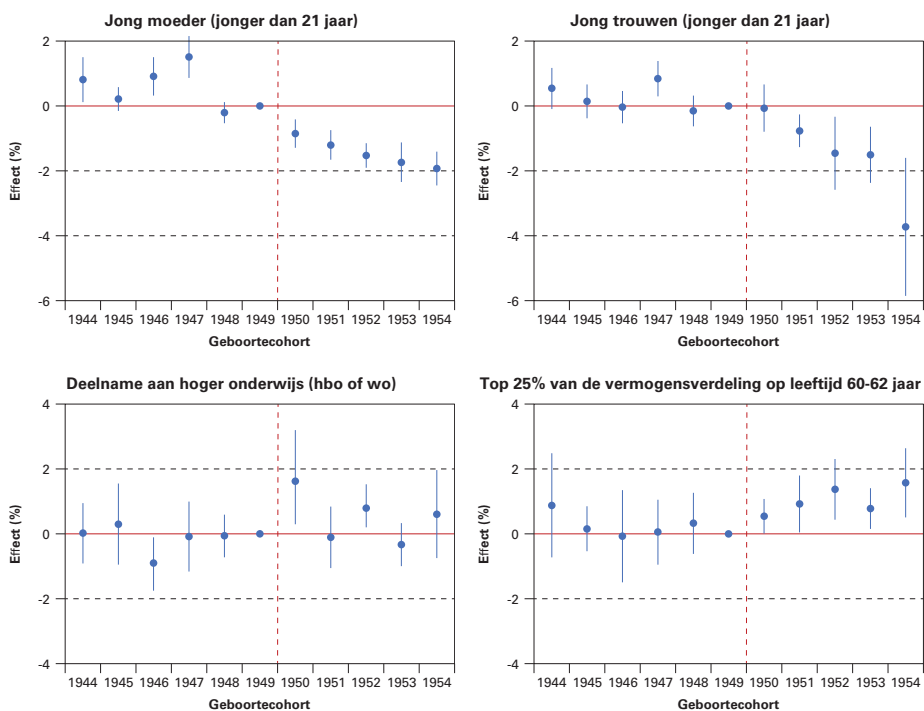 Jong moeder (jonger dan 21 jaar)
2
0
-2
-4
-6
Effect (%)
1944 1945 1946 1947 1948 1949 1950 1951 1952 1953 1954
Geboortecohort
Jong trouwen (jonger dan 21 jaar)
2
0
-2
-4
-6
Effect (%)
1944 1945 1946 1947 1948 1949 1950 1951 1952 1953 1954
Geboortecohort
Deelname aan hoger onderwijs (hbo of wo)
4
2
0
-2
-4
Effect (%)
1944 1945 1946 1947 1948 1949 1950 1951 1952 1953 1954
Geboortecohort
Top 25% van de vermogensverdeling op leeftijd 60-62 jaar
4
2
0
-2
-4
Effect (%)
1944 1945 1946 1947 1948 1949 1950 1951 1952 1953 1954
Geboortecohort